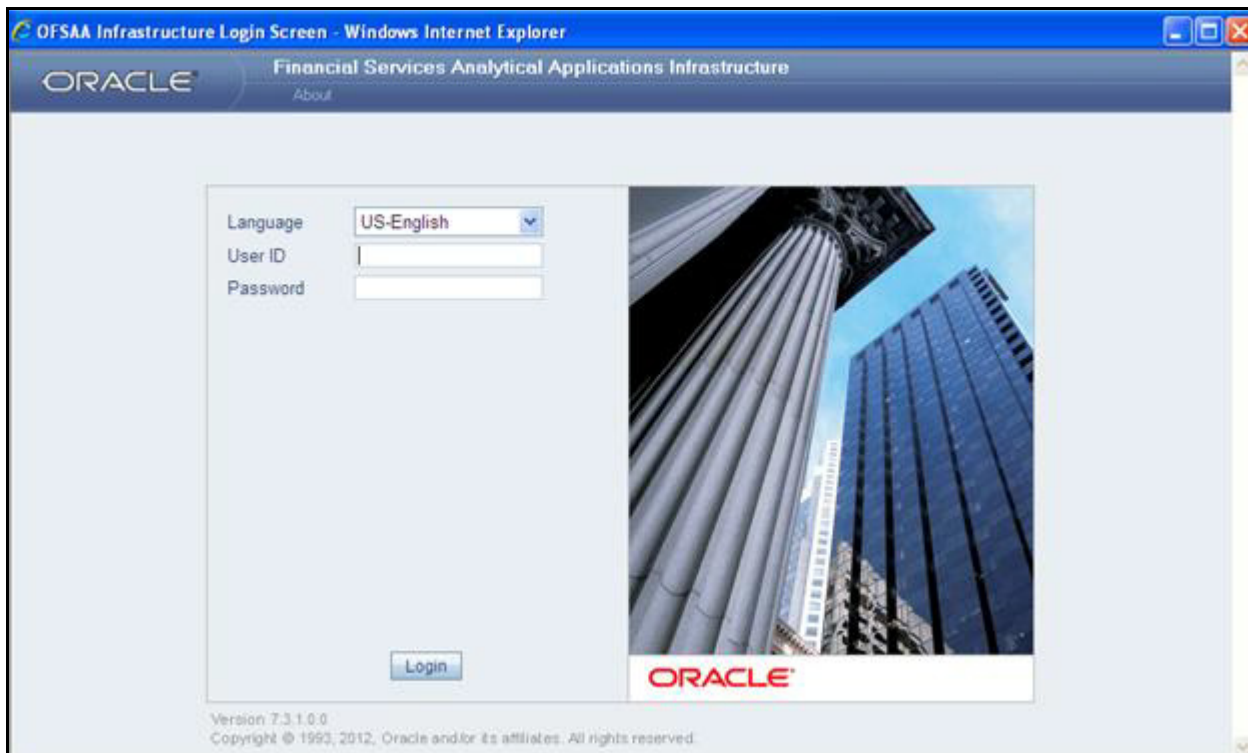 OFSAA Infrastructure Login Screen - Windows Internet Explorer
ORACLE®
Financial Services Analytical Applications Infrastructure
About
Language
US-English
User ID
Password
Login
ORACLE®
Version 7.3.1.0.0
Copyright © 1993, 2012, Oracle and/or its affiliates. All rights reserved.